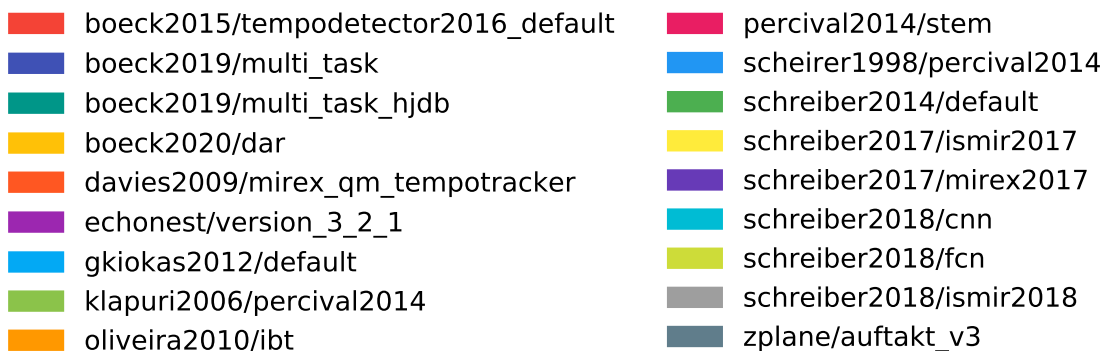 boeck2015/tempodetector2016_default
boeck2019/multi_task
boeck2019/multi_task_hjdb
boeck2020/dar
davies2009/mirex_qm_tempotracker
echonest/version_3_2_1
gkiokas2012/default
klapuri2006/percival2014
oliveira2010/ibt
percival2014/stem
scheirer1998/percival2014
schreiber2014/default
schreiber2017/ismir2017
schreiber2017/mirex2017
schreiber2018/cnn
schreiber2018/fcn
schreiber2018/ismir2018
zplane/auftakt_v3